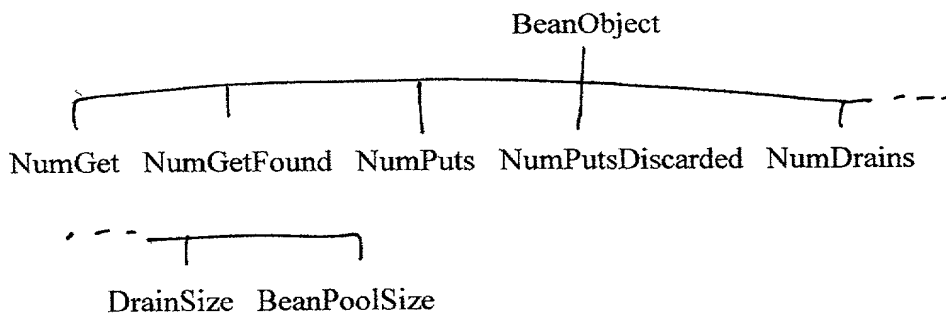 BeanObject
NumGet NumGetFound NumPuts NumPutsDiscarded NumDrains
DrainSize BeanPoolSize